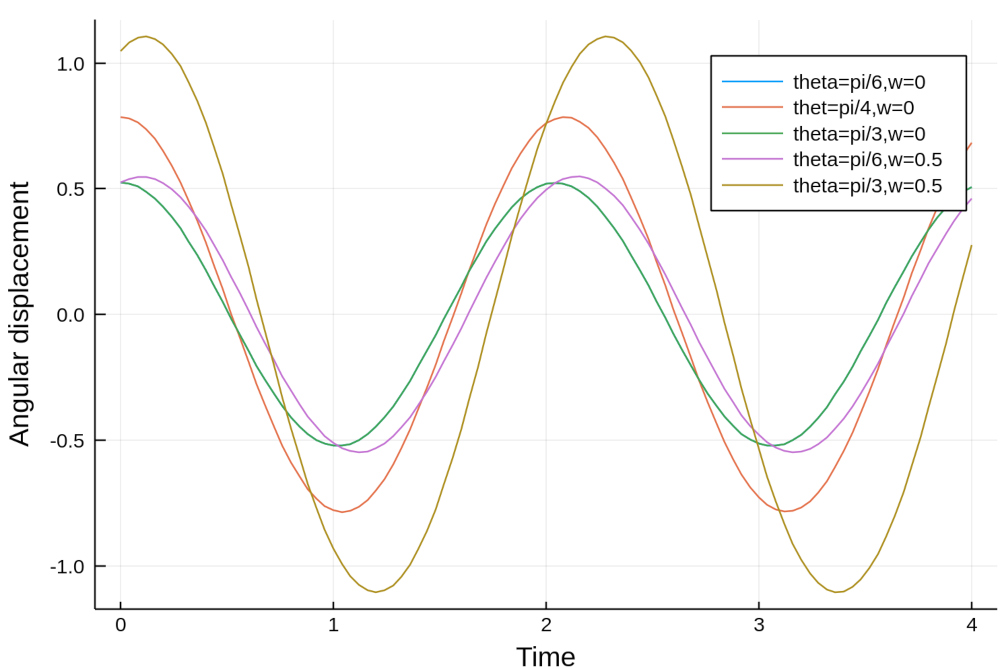 1.0
0.5
0.0
-0.5
-1.0
Angular displacement
theta=pi/6,w=0
thet=pi/4,w=0
theta=pi/3,w=0
theta=pi/6,w=0.5
theta=pi/3,w=0.5
0 1 2 3 4
Time